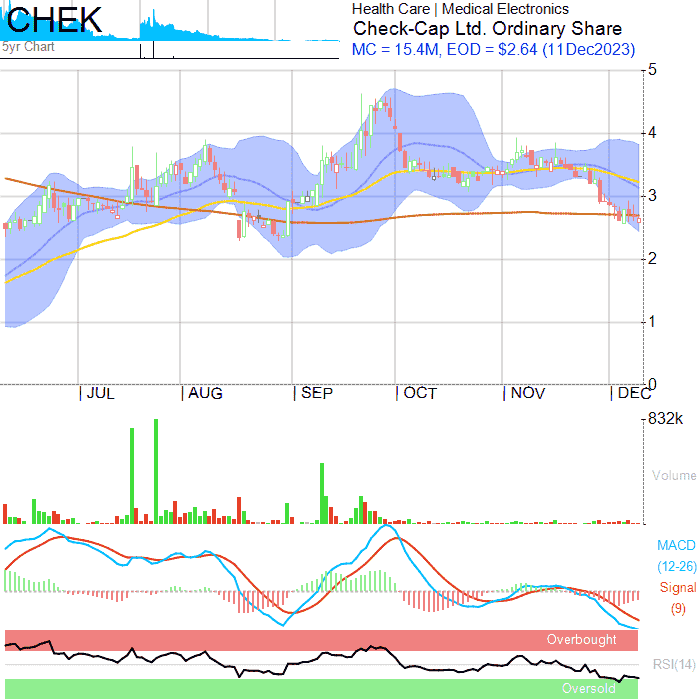 CHEK
5yr Chart
Health Care | Medical Electronics
Check-Cap Ltd. Ordinary Share
MC = 15.4M, EOD = $2.64 (11Dec2023)
5
4
3
2
1
0
JUL AUG SEP OCT NOV DEC
832k
Volume
MACD
(12-26)
Signal
(9)
Overbought
RSI(14)
Oversold